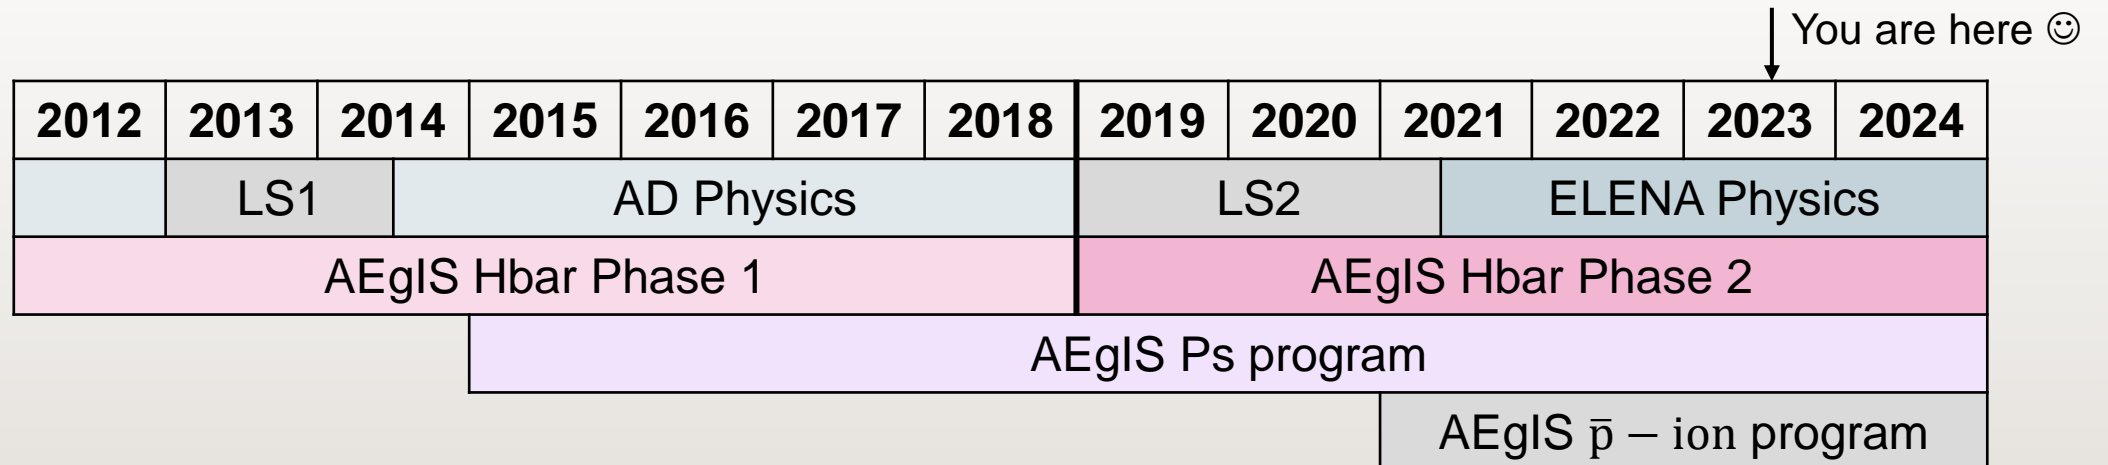 You are here ☺
2012 2013 2014 2015 2016 2017 2018 2019 2020 2021 2022 2023 2024
LS1 AD Physics LS2 ELENA Physics
AEgIS Hbar Phase 1 AEgIS Hbar Phase 2
AEgIS Ps program
AEgIS p̄ – ion program